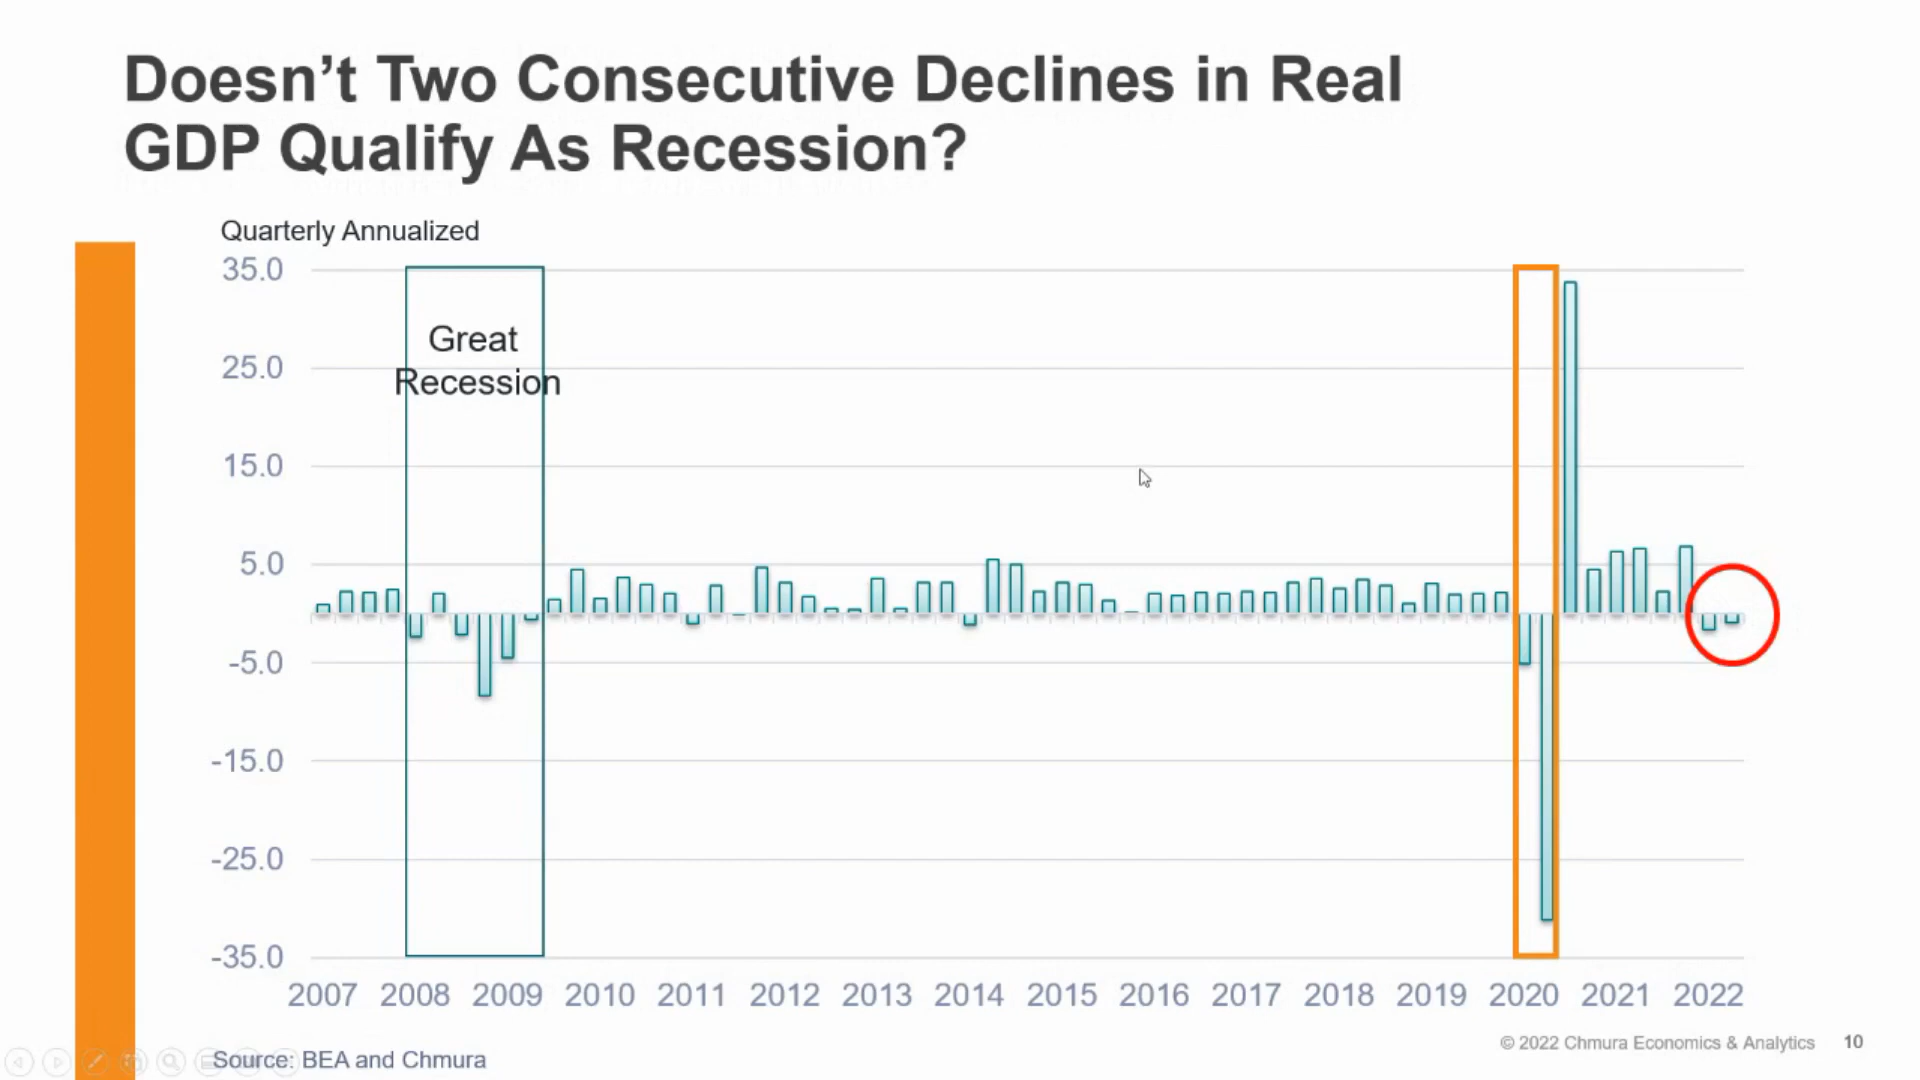 Doesn’t Two Consecutive Declines in Real
GDP Qualify As Recession?
Quarterly Annualized
35.0
25.0
15.0
5.0
-5.0
-15.0
-25.0
-35.0
Great
Recession
2007 2008 2009 2010 2011 2012 2013 2014 2015 2016 2017 2018 2019 2020 2021 2022
Source: BEA and Chmura
© 2022 Chmura Economics & Analytics 10